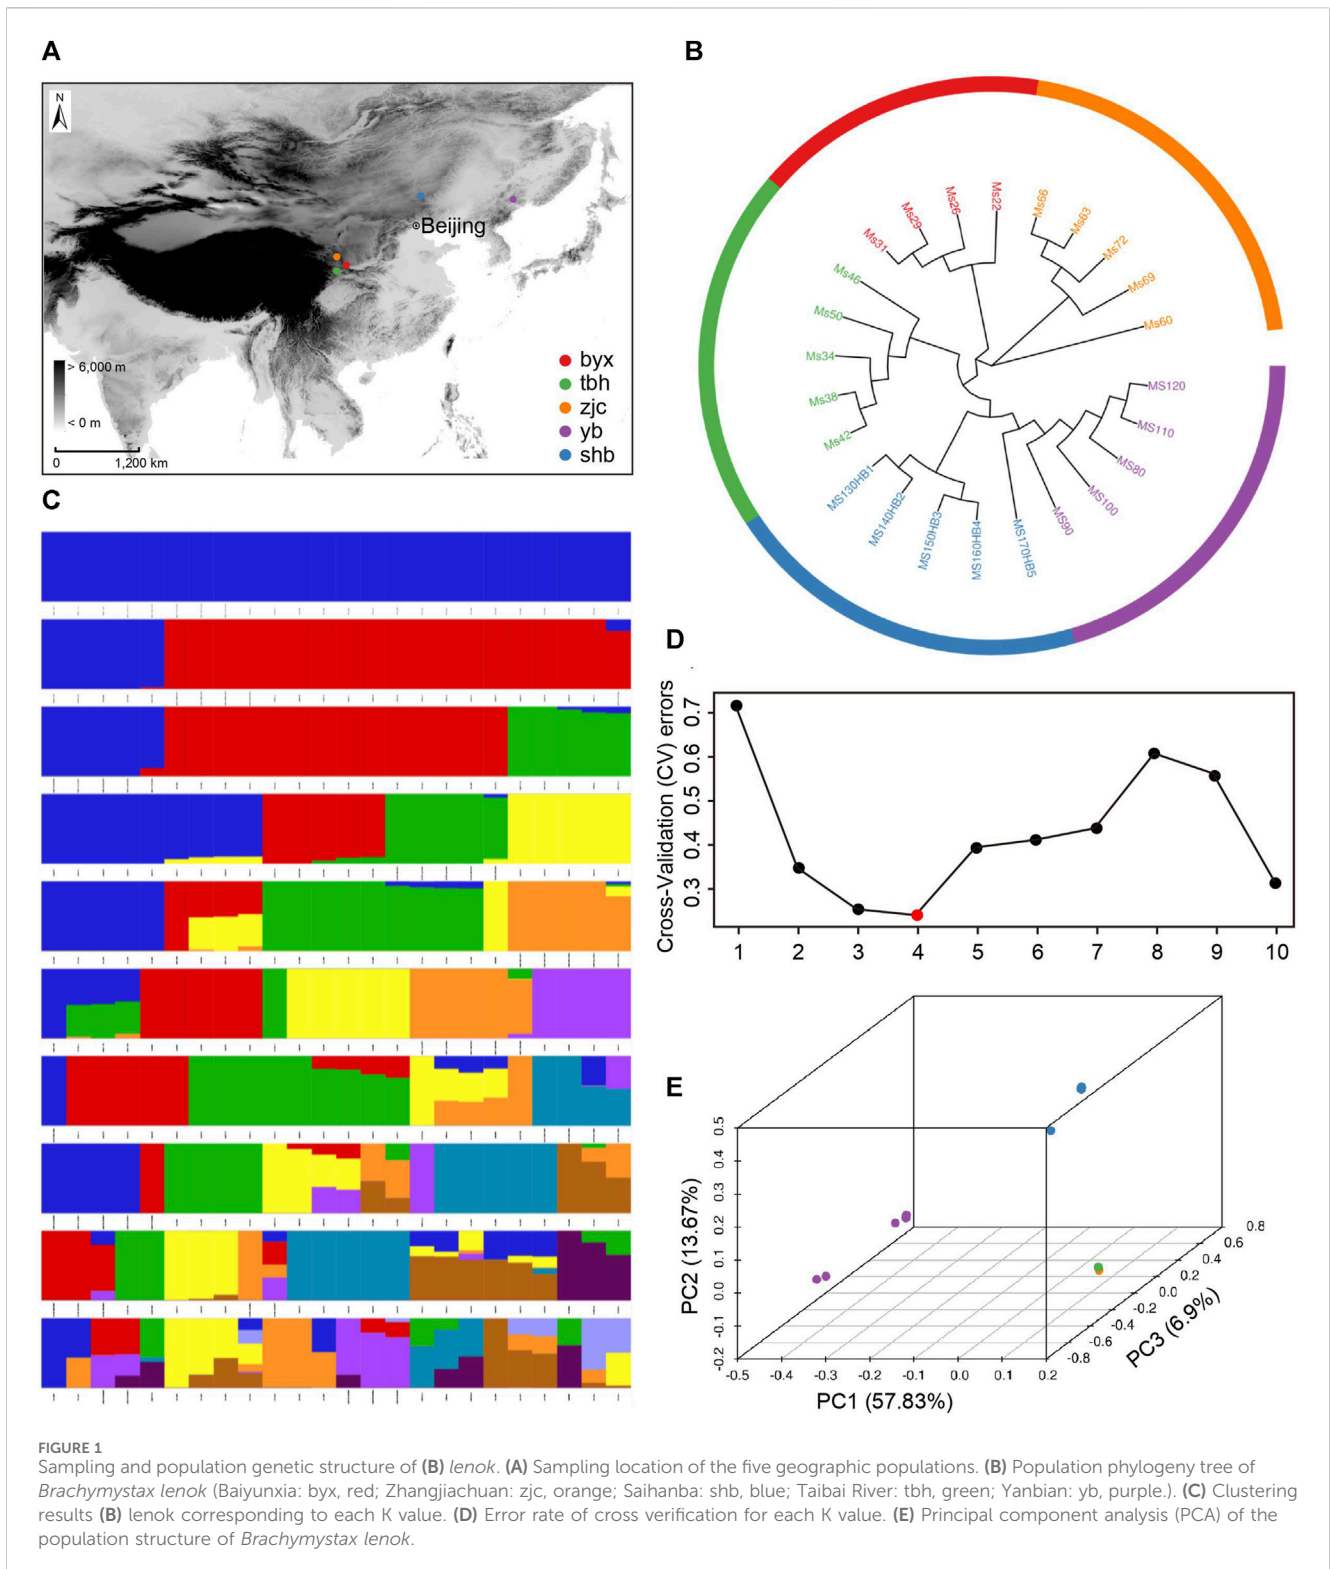 A
N
Beijing
> 6,000 m
< 0 m
0 1,200 km
byx
tbh
zjc
yb
shb
B
Ms31
Ms29
Ms26
Ms22
Ms66
Ms63
Ms72
Ms69
Ms60
Ms46
Ms50
Ms34
Ms38
Ms42
MS130HB1
MS140HB2
MS150HB3
MS160HB4
MS170HB5
MS90
MS100
MS80
MS110
MS120
C
D
Cross-Validation (CV) errors
0.7
0.6
0.5
0.4
0.3
1 2 3 4 5 6 7 8 9 10
E
PC2 (13.67%)
0.5
0.4
0.3
0.2
0.1
0.0
-0.1
-0.2
-0.5 -0.4 -0.3 -0.2 -0.1 0.0 0.1 0.2
PC1 (57.83%)
0.8
0.6
0.4
0.2
0.0
-0.2
-0.4
-0.6
-0.8
PC3 (6.9%)
FIGURE 1
Sampling and population genetic structure of (B) lenok. (A) Sampling location of the five geographic populations. (B) Population phylogeny tree of
Brachymystax lenok (Baiyunxia: byx, red; Zhangjiachuan: zjc, orange; Saihanba: shb, blue; Taibai River: tbh, green; Yanbian: yb, purple.). (C) Clustering
results (B) lenok corresponding to each K value. (D) Error rate of cross verification for each K value. (E) Principal component analysis (PCA) of the
population structure of Brachymystax lenok.